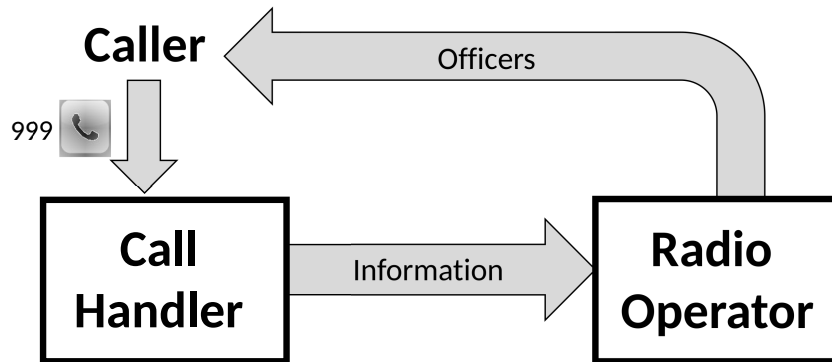 Caller
Officers
999
Call
Handler
Information
Radio
Operator